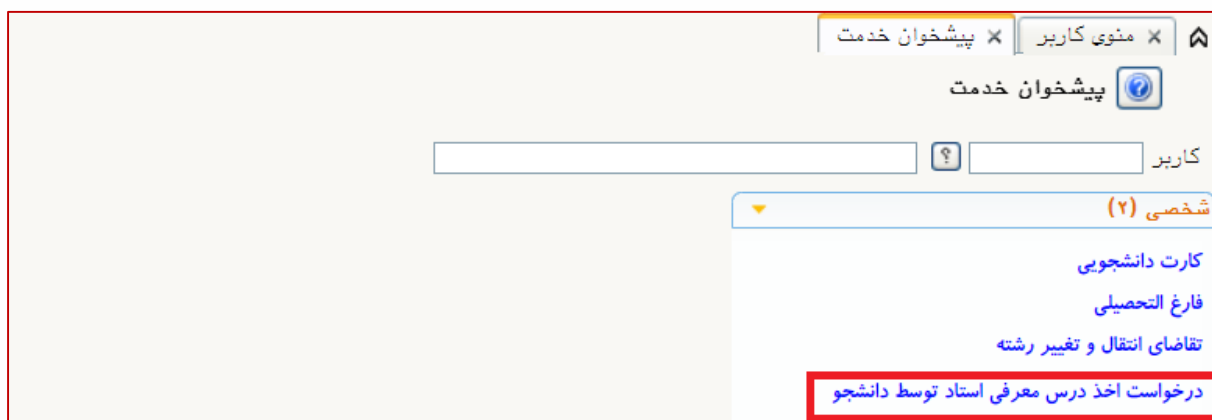 منوي کاربر × پیشخوان خدمت ×
پیشخوان خدمت
کاربر
؟
شخصی (۲)
کارت دانشجویی
فارغ التحصیلی
تقاضای انتقال و تغییر رشته
درخواست اخذ درس معرفی استاد توسط دانشجو